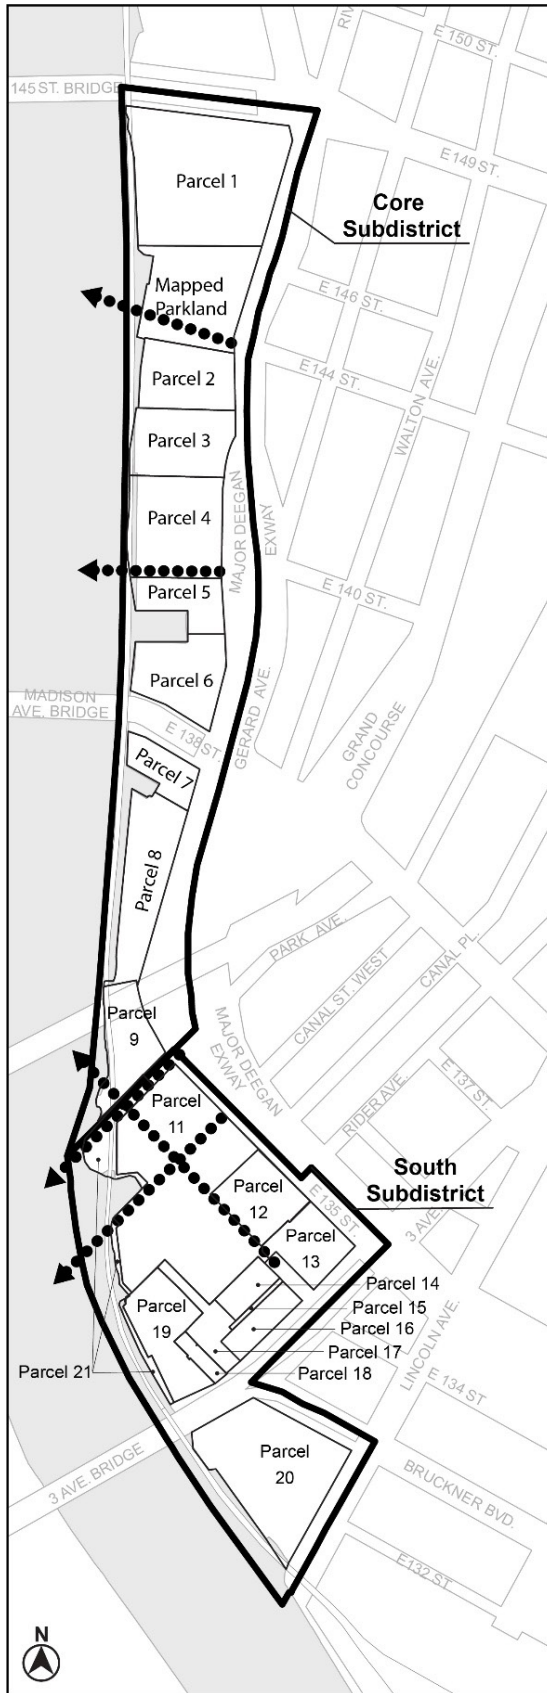 RIV
E 150 ST.
145 ST. BRIDGE
E 149 ST.
Parcel 1
Core
Subdistrict
Mapped
Parkland
E 146 ST.
E 144 ST.
Parcel 2
WALTON AVE.
Parcel 3
MAJOR DEEGAN
EXWAY
Parcel 4
E 140 ST.
Parcel 5
Parcel 6
MADISON
AVE. BRIDGE
E 138 ST.
GERARD AVE.
GRAND
CONCOURSE
Parcel 7
Parcel 8
PARK AVE.
CANAL ST. WEST
CANAL PL.
Parcel
9
MAJOR DEEGAN
EXWAY
RIDER AVE
E 137 ST.
Parcel
11
South
Subdistrict
Parcel
12
E 135 ST.
3 AVE.
Parcel
13
Parcel 14
Parcel 15
Parcel
19
Parcel 16
Parcel 17
Parcel 18
Parcel 21
LINCOLN AVE.
E 134 ST
Parcel
20
3 AVE. BRIDGE
BRUCKNER BVD.
E132 ST
N